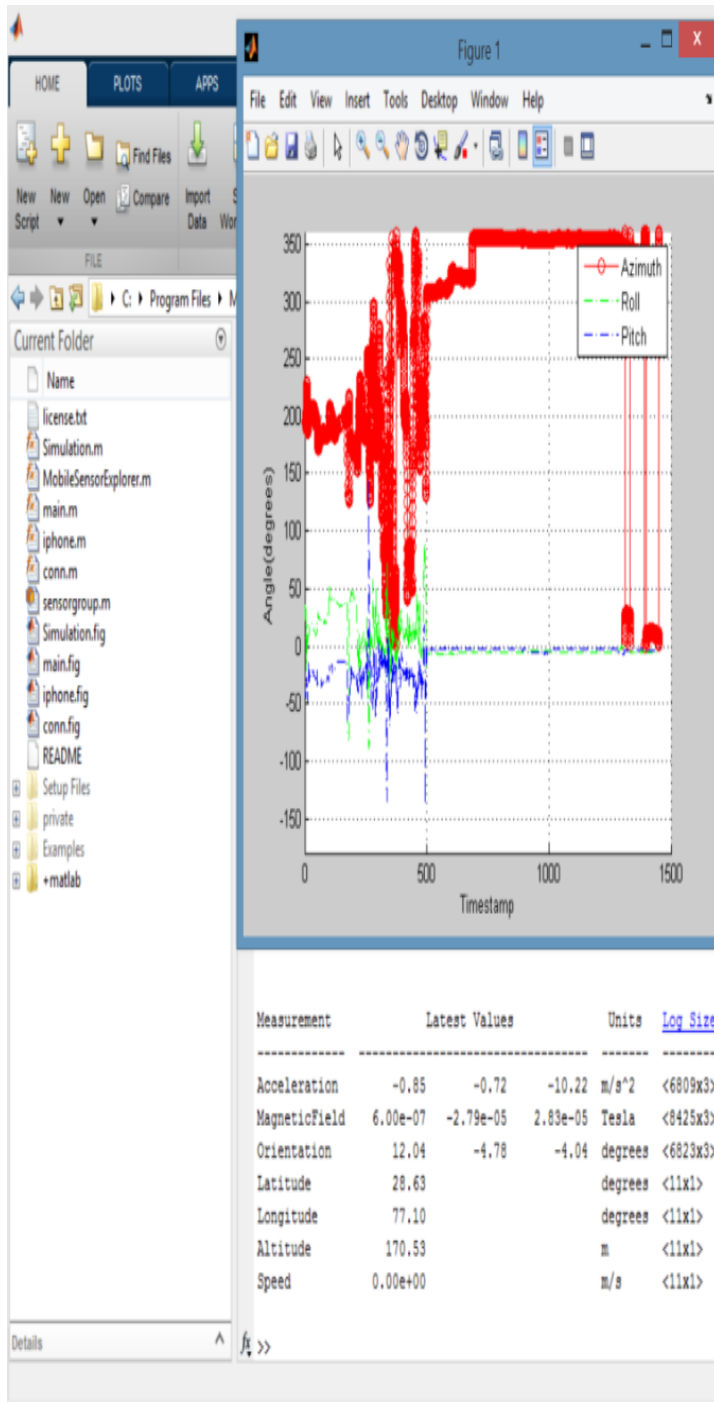 HOME PLOTS APPS
New Script
New
Open
Find Files
Compare
Import Data
FILE
C: Program Files
Current Folder
Name
license.txt
Simulation.m
MobileSensorExplorer.m
main.m
iphone.m
conn.m
sensorgroup.m
Simulation.fig
main.fig
iphone.fig
conn.fig
README
Setup Files
private
Examples
+matlab
Details
Figure 1
File Edit View Insert Tools Desktop Window Help
Azimuth
Roll
Pitch
350
300
250
200
150
100
50
0
-50
-100
-150
Angle(degrees)
0 500 1000 1500
Timestamp
Measurement Latest Values Units Log Size
------------- ---------------------------------- ------- --------
Acceleration -0.85 -0.72 -10.22 m/s^2 <6809x3>
MagneticField 6.00e-07 -2.79e-05 2.83e-05 Tesla <8425x3>
Orientation 12.04 -4.78 -4.04 degrees <6823x3>
Latitude 28.63 degrees <11x1>
Longitude 77.10 degrees <11x1>
Altitude 170.53 m <11x1>
Speed 0.00e+00 m/s <11x1>
fx >>